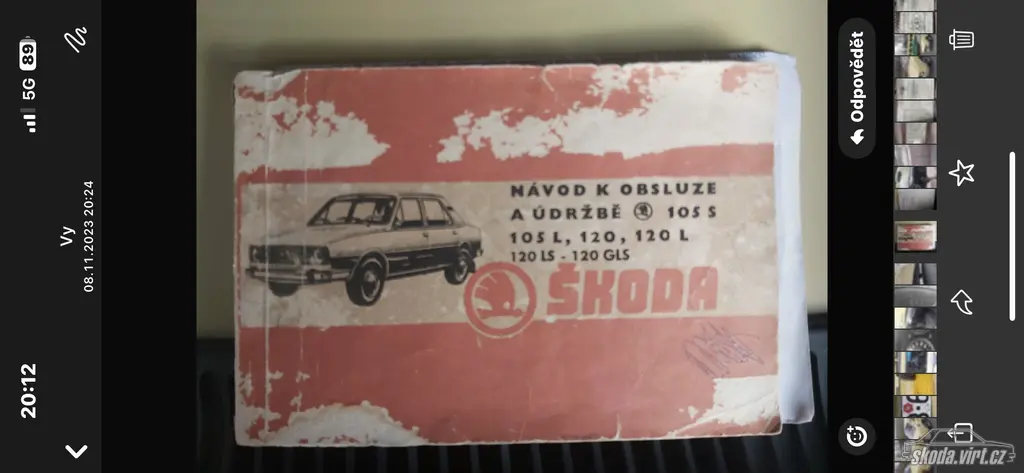 20:12
5G 89
Vy
08.11.2023 20:24
Odpovědět
NÁVOD K OBSLUZE
A ÚDRŽBĚ 105 S
105 L, 120, 120 L
120 LS - 120 GLS
ŠKODA
skoda.virt.cz